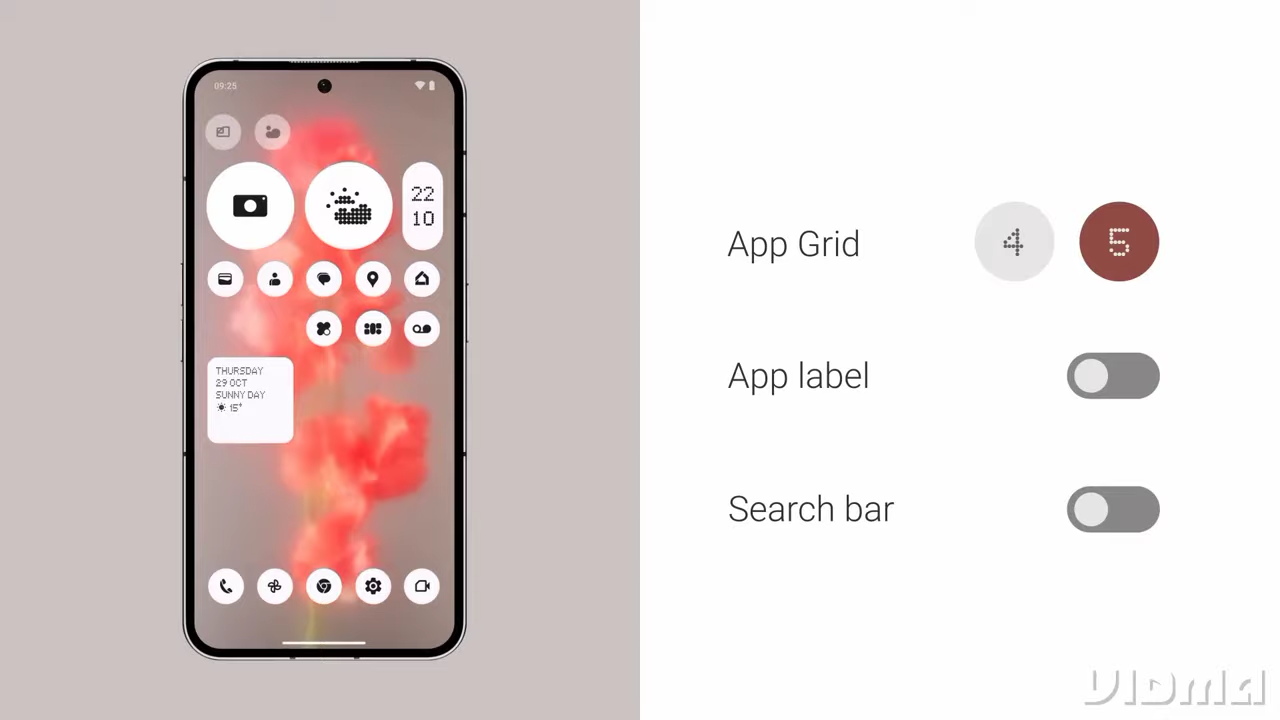 09:25
22
10
THURSDAY
29 OCT
SUNNY DAY
15°
App Grid 4 5
App label
Search bar
VIDMA